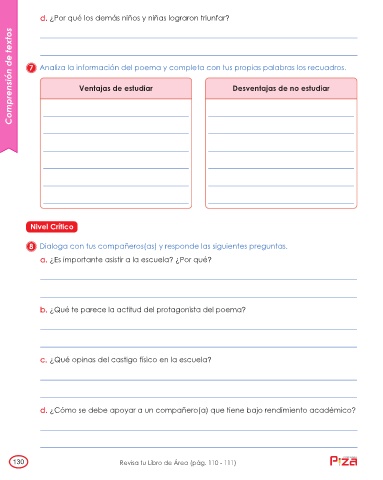 d. ¿Por qué los demás niños y niñas lograron triunfar?
Comprensión de textos
7 Analiza la información del poema y completa con tus propias palabras los recuadros.
Ventajas de estudiar
Desventajas de no estudiar
Nivel Crítico
8 Dialoga con tus compañeros(as) y responde las siguientes preguntas.
a. ¿Es importante asistir a la escuela? ¿Por qué?
b. ¿Qué te parece la actitud del protagonista del poema?
c. ¿Qué opinas del castigo físico en la escuela?
d. ¿Cómo se debe apoyar a un compañero(a) que tiene bajo rendimiento académico?
130
Revisa tu Libro de Área (pág. 110 - 111)
PIZA